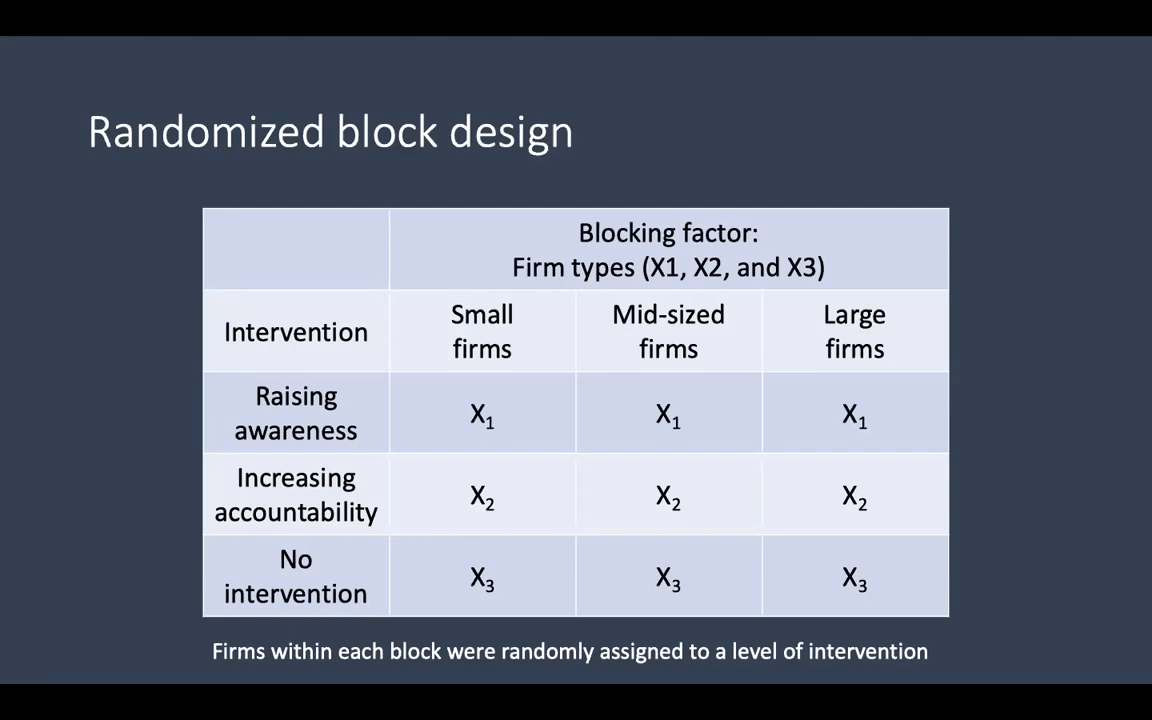 Randomized block design
Blocking factor:
Firm types (X1, X2, and X3)
Intervention
Small
firms
Mid-sized
firms
Large
firms
Raising
awareness
X₁
X₁
X₁
Increasing
accountability
X₂
X₂
X₂
No
intervention
X₃
X₃
X₃
Firms within each block were randomly assigned to a level of intervention